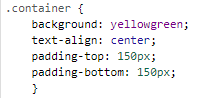 .container {
    background: yellowgreen;
    text-align: center;
    padding-top: 150px;
    padding-bottom: 150px;
    }